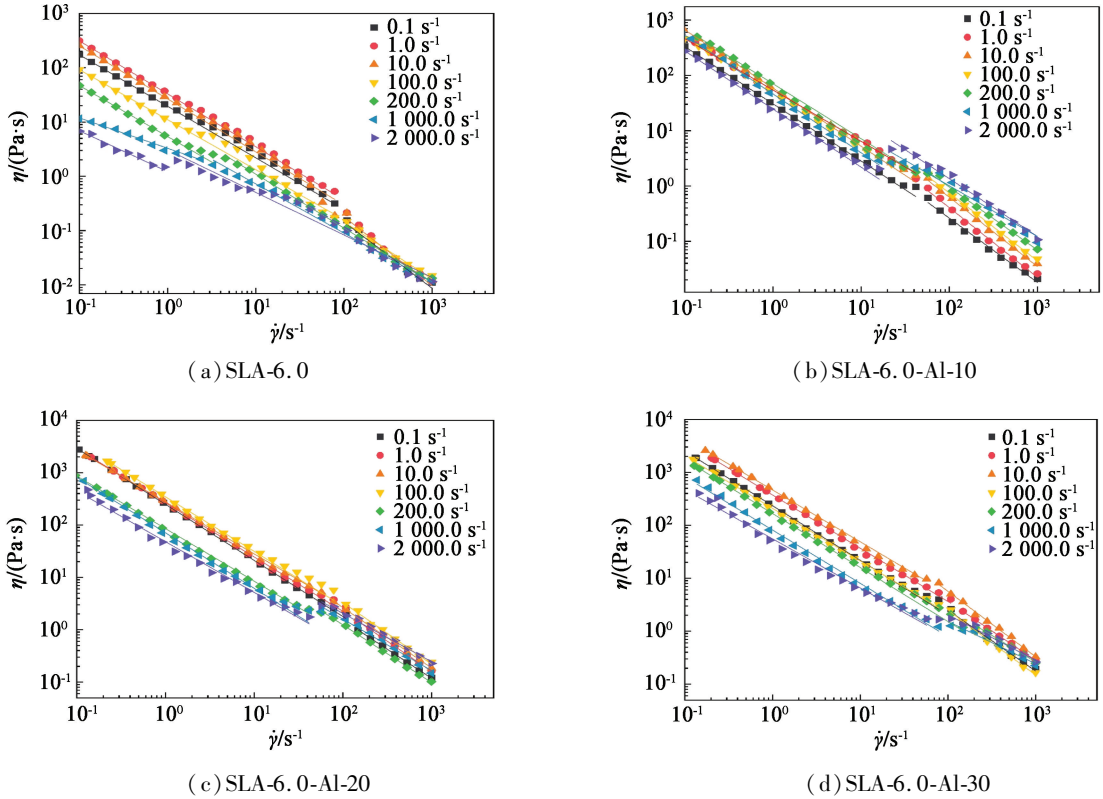 10³
10²
10¹
10⁰
10⁻¹
10⁻²
η/(Pa·s)
0.1 s⁻¹
1.0 s⁻¹
10.0 s⁻¹
100.0 s⁻¹
200.0 s⁻¹
1 000.0 s⁻¹
2 000.0 s⁻¹
10⁻¹ 10⁰ 10¹ 10² 10³
γ̇/s⁻¹
(a) SLA-6.0
10³
10²
10¹
10⁰
10⁻¹
η/(Pa·s)
0.1 s⁻¹
1.0 s⁻¹
10.0 s⁻¹
100.0 s⁻¹
200.0 s⁻¹
1 000.0 s⁻¹
2 000.0 s⁻¹
10⁻¹ 10⁰ 10¹ 10² 10³
γ̇/s⁻¹
(b) SLA-6.0-Al-10
10⁴
10³
10²
10¹
10⁰
10⁻¹
η/(Pa·s)
0.1 s⁻¹
1.0 s⁻¹
10.0 s⁻¹
100.0 s⁻¹
200.0 s⁻¹
1 000.0 s⁻¹
2 000.0 s⁻¹
10⁻¹ 10⁰ 10¹ 10² 10³
γ̇/s⁻¹
(c) SLA-6.0-Al-20
10⁴
10³
10²
10¹
10⁰
10⁻¹
η/(Pa·s)
0.1 s⁻¹
1.0 s⁻¹
10.0 s⁻¹
100.0 s⁻¹
200.0 s⁻¹
1 000.0 s⁻¹
2 000.0 s⁻¹
10⁻¹ 10⁰ 10¹ 10² 10³
γ̇/s⁻¹
(d) SLA-6.0-Al-30